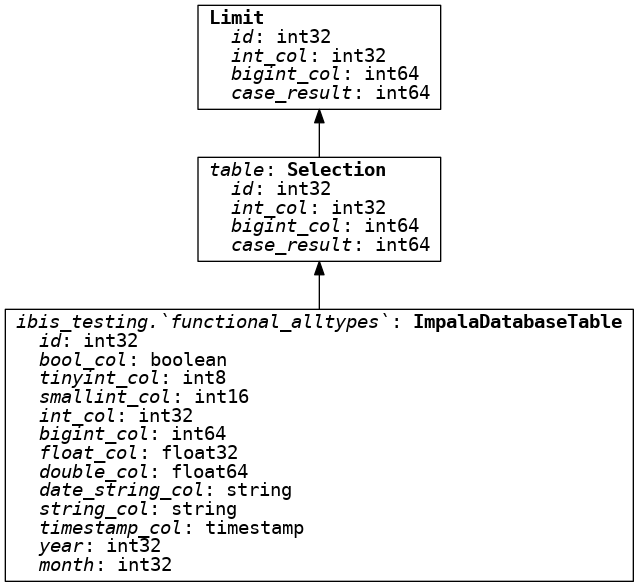 Limit
id: int32
int_col: int32
bigint_col: int64
case_result: int64
table: Selection
id: int32
int_col: int32
bigint_col: int64
case_result: int64
ibis_testing.`functional_alltypes`: ImpalaDatabaseTable
id: int32
bool_col: boolean
tinyint_col: int8
smallint_col: int16
int_col: int32
bigint_col: int64
float_col: float32
double_col: float64
date_string_col: string
string_col: string
timestamp_col: timestamp
year: int32
month: int32